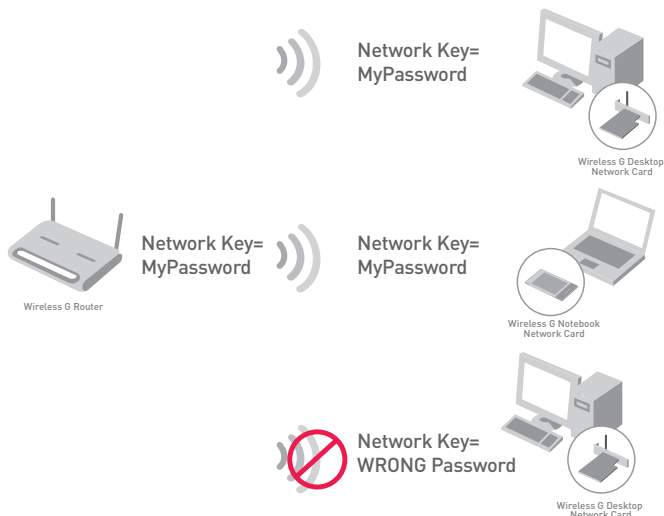 Network Key=
MyPassword
Wireless G Desktop
Network Card
Network Key=
MyPassword
Wireless G Router
Network Key=
MyPassword
Wireless G Notebook
Network Card
Network Key=
WRONG Password
Wireless G Desktop
Network Card